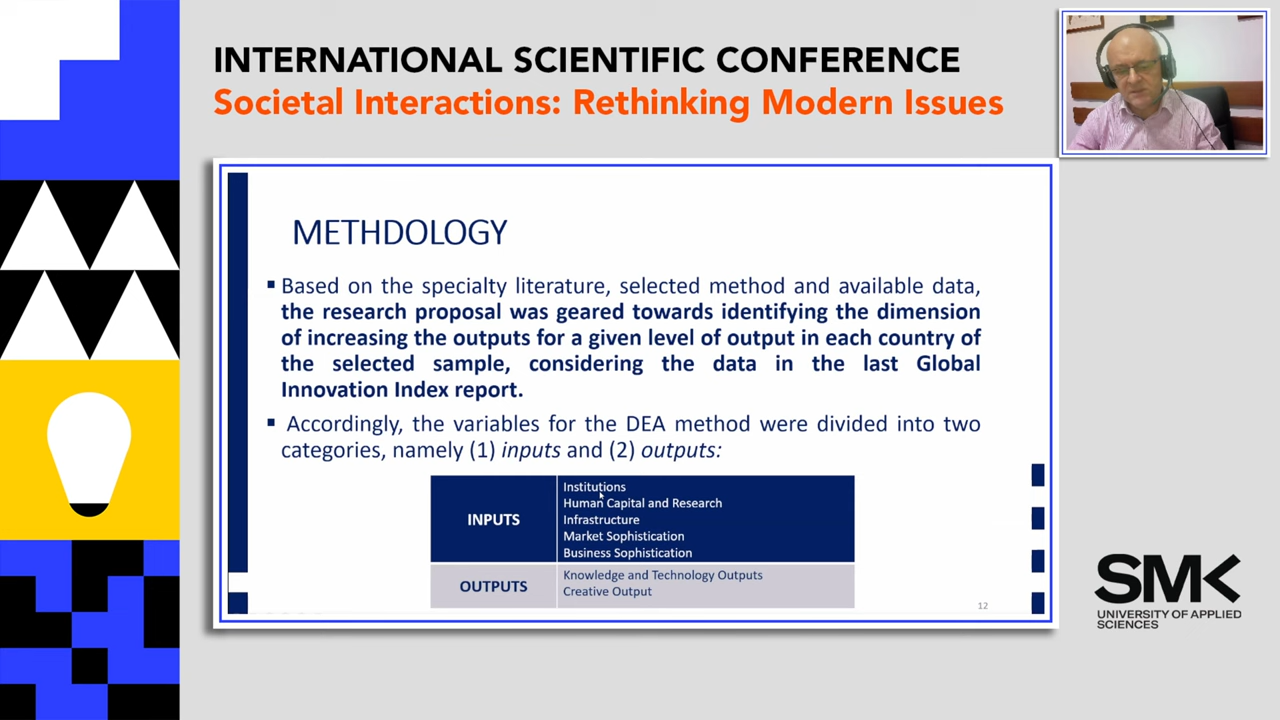 INTERNATIONAL SCIENTIFIC CONFERENCE
Societal Interactions: Rethinking Modern Issues
METHDOLOGY
▪ Based on the specialty literature, selected method and available data,
the research proposal was geared towards identifying the dimension
of increasing the outputs for a given level of output in each country of
the selected sample, considering the data in the last Global
Innovation Index report.
▪ Accordingly, the variables for the DEA method were divided into two
categories, namely (1) inputs and (2) outputs:
INPUTS
Institutions
Human Capital and Research
Infrastructure
Market Sophistication
Business Sophistication
OUTPUTS
Knowledge and Technology Outputs
Creative Output
12
SMK
UNIVERSITY OF APPLIED
SCIENCES